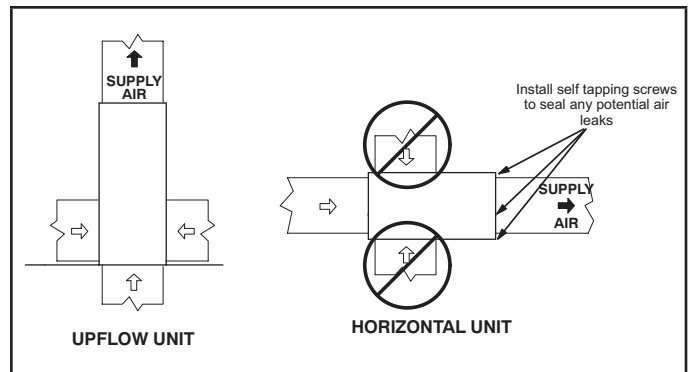 SUPPLY
AIR
UPFLOW UNIT
Install self tapping screws
to seal any potential air
leaks
SUPPLY
AIR
HORIZONTAL UNIT